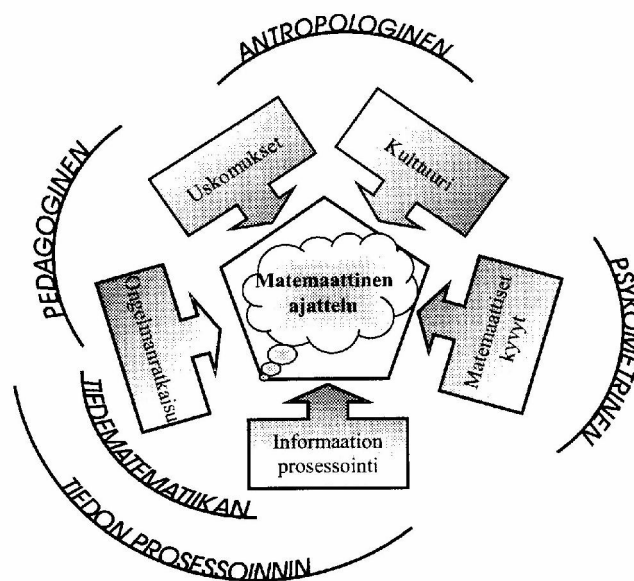 ANTROPOLOGINEN
PEDAGOGINEN
PSYKOMETRINEN
TIEDEMATEMATIIKAN
TIEDON PROSESSOINNIN
Uskomukset
Kulttuuri
Ongelmanratkaisu
Matemaattinen
ajattelu
Matemaattiset
kyvyt
Informaation
prosessointi